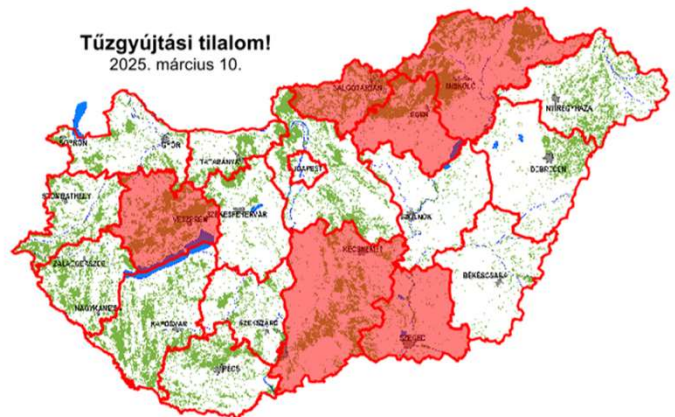 Tűzgyújtási tilalom!
2025. március 10.
SALGÓTARJÁN
MISKOLC
EGER
NYÍREGYHÁZA
SOPRON
GYŐR
TATABÁNYA
BUDAPEST
DEBRECEN
SZOMBATHELY
VESZPRÉM
SZÉKESFEHÉRVÁR
SZOLNOK
KECSKEMÉT
ZALAEGERSZEG
BÉKÉSCSABA
NAGYKANIZSA
KAPOSVÁR
SZEKSZÁRD
SZEGED
PÉCS